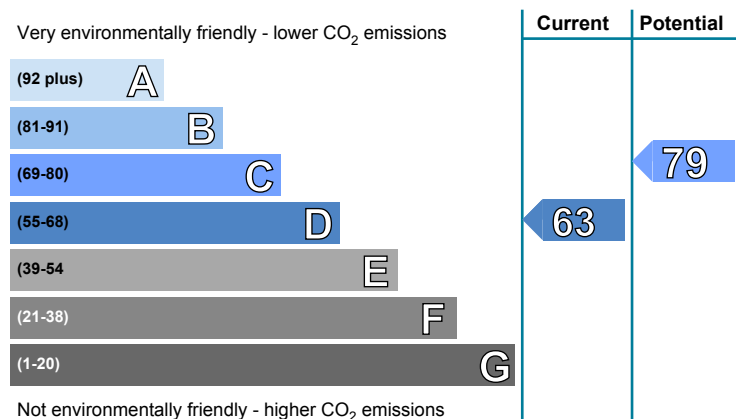 Current Potential
Very environmentally friendly - lower CO2 emissions
(92 plus) A
(81-91) B
(69-80) C
79
(55-68) D
63
(39-54 E
(21-38) F
(1-20) G
Not environmentally friendly - higher CO2 emissions